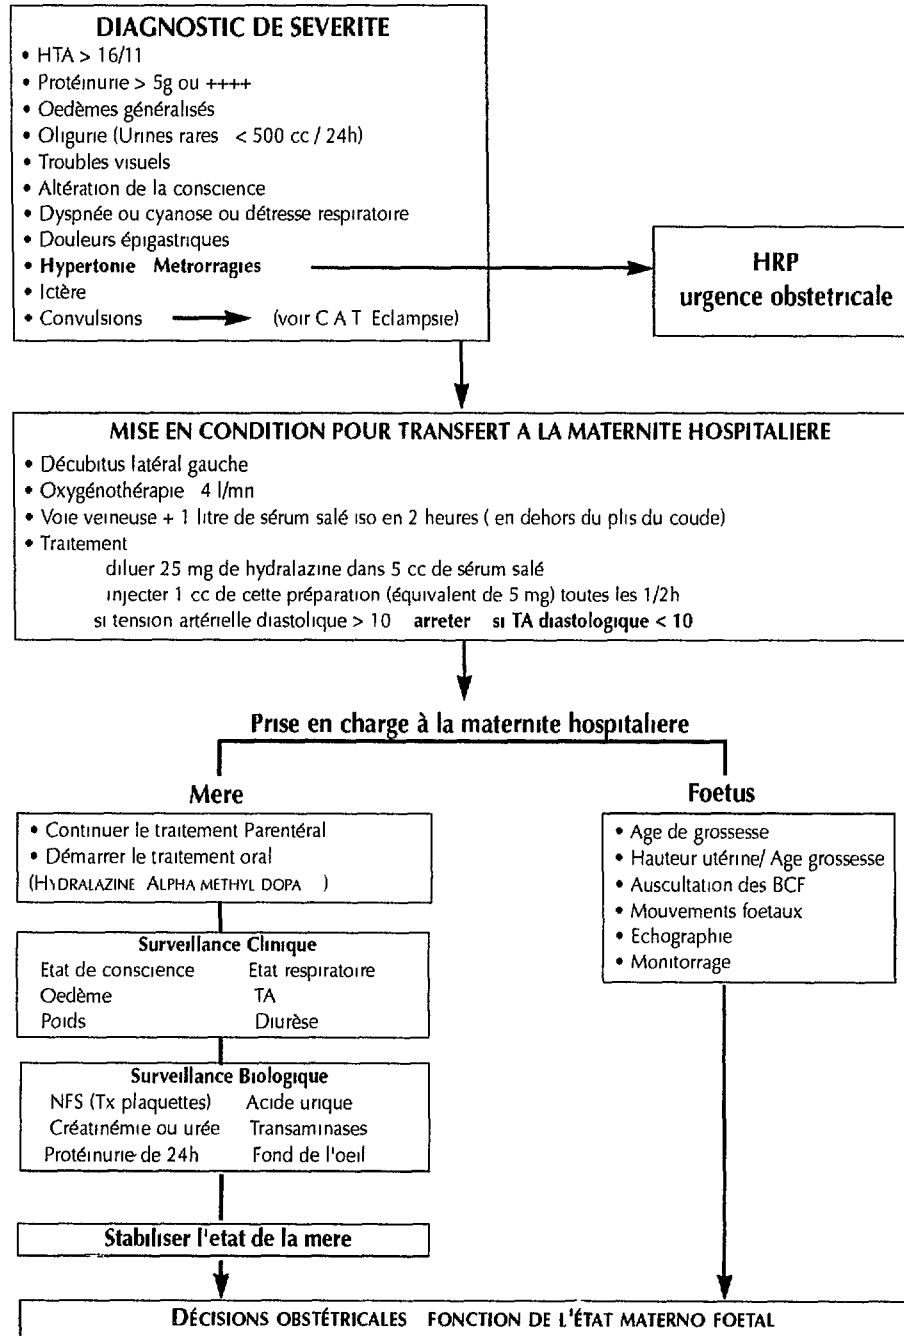 DIAGNOSTIC DE SEVERITE
• HTA > 16/11
• Protéinurie > 5g ou ++++
• Oedèmes généralisés
• Oligurie (Urines rares < 500 cc / 24h)
• Troubles visuels
• Altération de la conscience
• Dyspnée ou cyanose ou détresse respiratoire
• Douleurs épigastriques
• Hypertonie Metrorragies
• Ictère
• Convulsions (voir C A T Eclampsie)
HRP
urgence obstetricale
MISE EN CONDITION POUR TRANSFERT A LA MATERNITE HOSPITALIERE
• Décubitus latéral gauche
• Oxygénothérapie 4 l/mn
• Voie veineuse + 1 litre de sérum salé iso en 2 heures ( en dehors du plis du coude)
• Traitement
diluer 25 mg de hydralazine dans 5 cc de sérum salé
injecter 1 cc de cette préparation (équivalent de 5 mg) toutes les 1/2h
si tension artérielle diastolique > 10 arreter si TA diastologique < 10
Prise en charge à la maternite hospitaliere
Mere
• Continuer le traitement Parentéral
• Démarrer le traitement oral
(HYDRALAZINE ALPHA METHYL DOPA )
Surveillance Clinique
Etat de conscience Etat respiratoire
Oedème TA
Poids Diurèse
Surveillance Biologique
NFS (Tx plaquettes) Acide urique
Créatinémie ou urée Transaminases
Protéinurie de 24h Fond de l'oeil
Stabiliser l'etat de la mere
Foetus
• Age de grossesse
• Hauteur utérine/ Age grossesse
• Auscultation des BCF
• Mouvements foetaux
• Echographie
• Monitorrage
DÉCISIONS OBSTÉTRICALES FONCTION DE L'ÉTAT MATERNO FOETAL